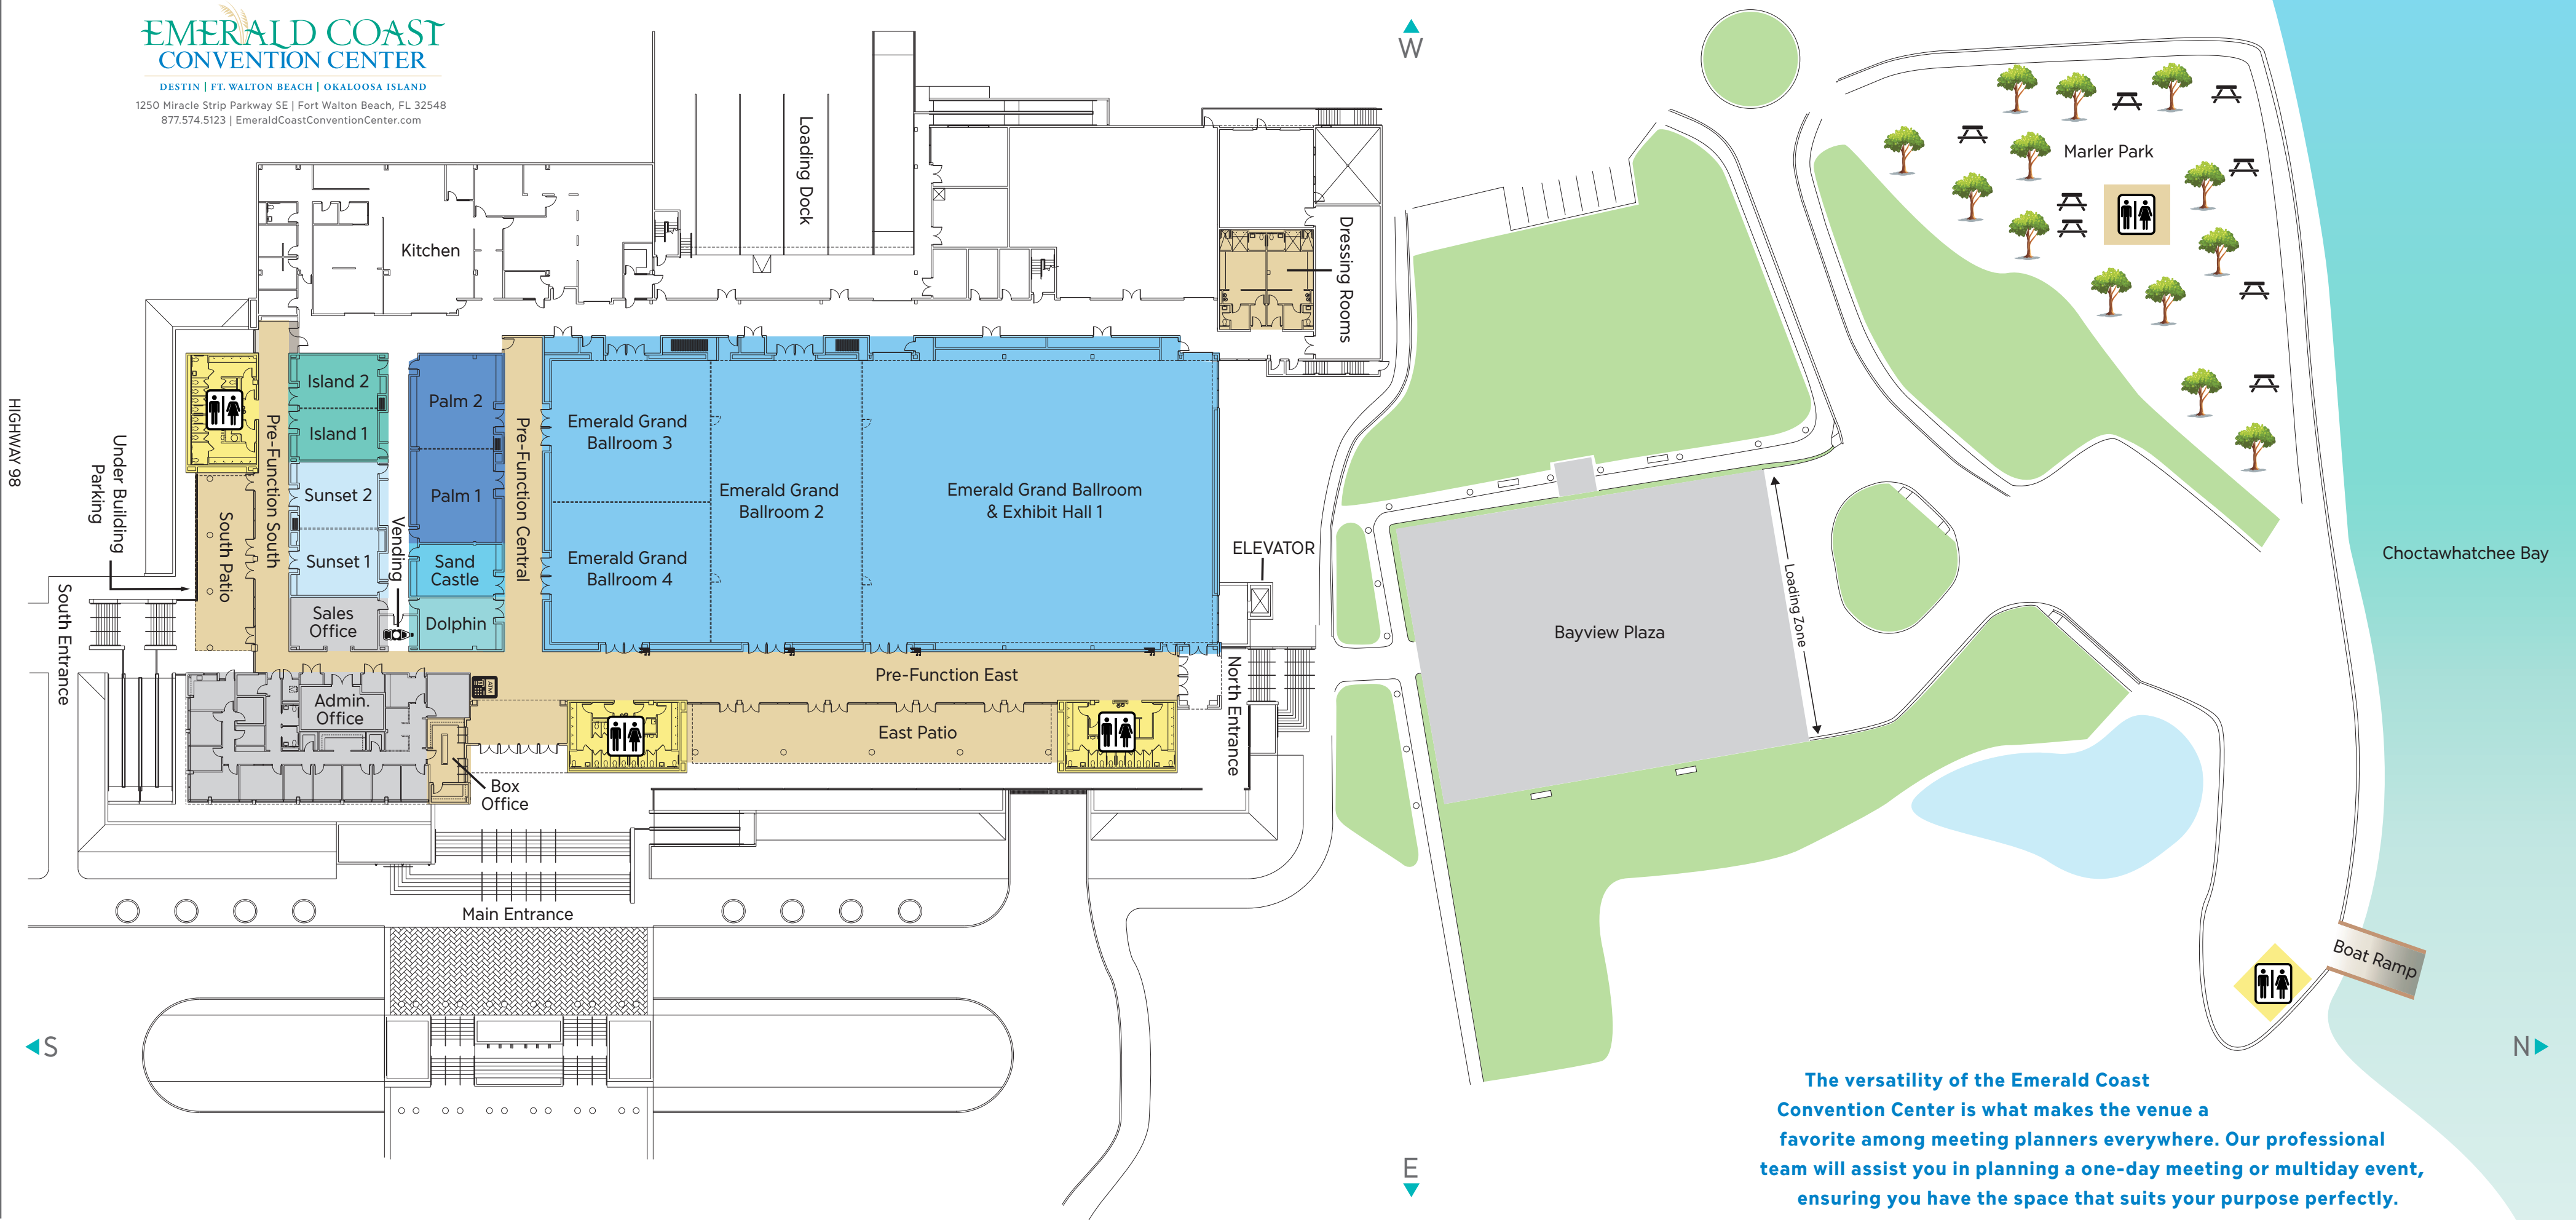 EMERALD COAST
CONVENTION CENTER
DESTIN | FT. WALTON BEACH | OKALOOSA ISLAND
1250 Miracle Strip Parkway SE | Fort Walton Beach, FL 32548
877.574.5123 | EmeraldCoastConventionCenter.com
W
Loading Dock
Marler Park
Kitchen
Dressing Rooms
HIGHWAY 98
Under Building
Parking
South Entrance
South Patio
Pre-Function South
Island 2
Island 1
Sunset 2
Sunset 1
Sales
Office
Vending
Palm 2
Palm 1
Sand
Castle
Dolphin
Pre-Function Central
Emerald Grand
Ballroom 3
Emerald Grand
Ballroom 4
Emerald Grand
Ballroom 2
Emerald Grand Ballroom
& Exhibit Hall 1
ELEVATOR
North Entrance
Bayview Plaza
Loading Zone
Choctawhatchee Bay
Pre-Function East
Admin.
Office
ATM
East Patio
Box
Office
Main Entrance
Boat Ramp
S
N
E
The versatility of the Emerald Coast
Convention Center is what makes the venue a
favorite among meeting planners everywhere. Our professional
team will assist you in planning a one-day meeting or multiday event,
ensuring you have the space that suits your purpose perfectly.